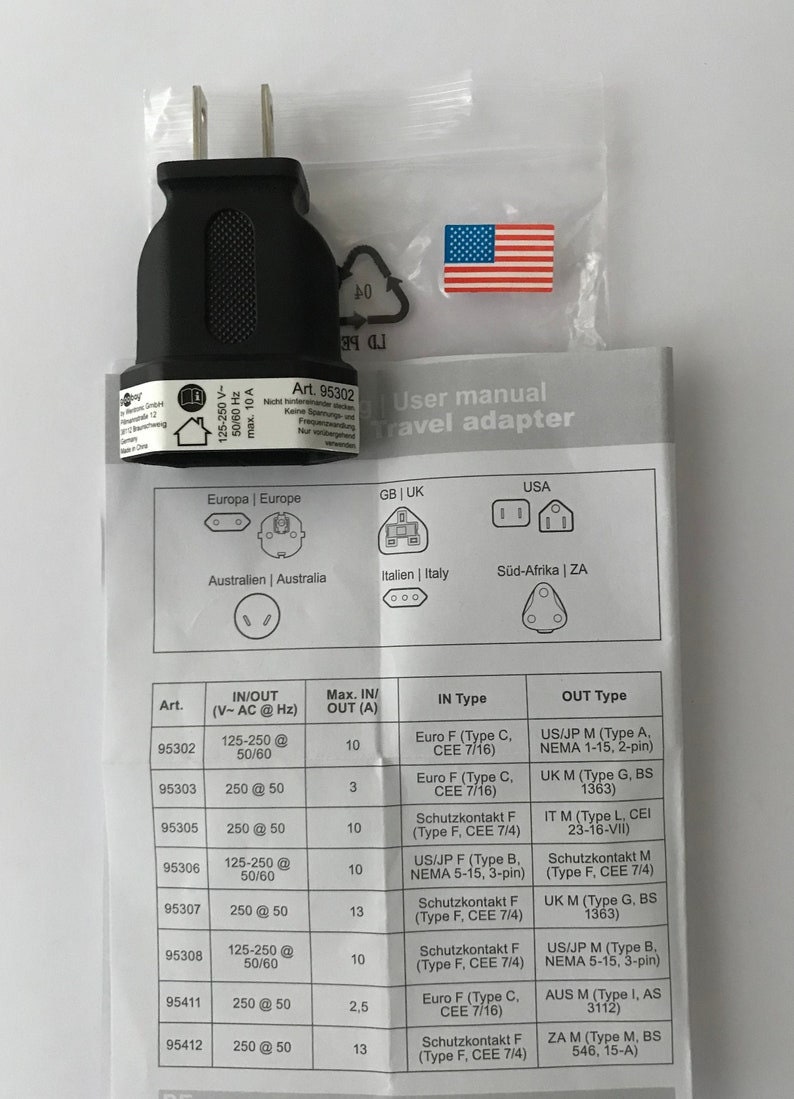 goobay
by Wentronic GmbH
Pillmannstraße 12
38112 Braunschweig
Germany
Made in China
125-250 V~
50/60 Hz
max. 10 A
Art. 95302
Nicht hintereinander stecken.
Keine Spannungs- und
Frequenzwandlung.
Nur vorübergehend
verwenden.
04
LD PE
g | User manual
Travel adapter
Europa | Europe
GB | UK
USA
Australien | Australia
Italien | Italy
Süd-Afrika | ZA
Art. IN/OUT (V~ AC @ Hz) Max. IN/ OUT (A) IN Type OUT Type
95302 125-250 @ 50/60 10 Euro F (Type C, CEE 7/16) US/JP M (Type A, NEMA 1-15, 2-pin)
95303 250 @ 50 3 Euro F (Type C, CEE 7/16) UK M (Type G, BS 1363)
95305 250 @ 50 10 Schutzkontakt F (Type F, CEE 7/4) IT M (Type L, CEI 23-16-VII)
95306 125-250 @ 50/60 10 US/JP F (Type B, NEMA 5-15, 3-pin) Schutzkontakt M (Type F, CEE 7/4)
95307 250 @ 50 13 Schutzkontakt F (Type F, CEE 7/4) UK M (Type G, BS 1363)
95308 125-250 @ 50/60 10 Schutzkontakt F (Type F, CEE 7/4) US/JP M (Type B, NEMA 5-15, 3-pin)
95411 250 @ 50 2,5 Euro F (Type C, CEE 7/16) AUS M (Type I, AS 3112)
95412 250 @ 50 13 Schutzkontakt F (Type F, CEE 7/4) ZA M (Type M, BS 546, 15-A)